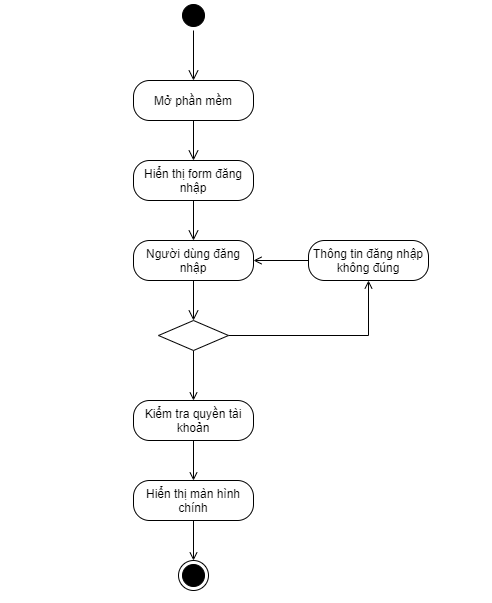 Mở phần mềm
Hiển thị form đăng
nhập
Người dùng đăng
nhập
Thông tin đăng nhập
không đúng
Kiểm tra quyền tài
khoản
Hiển thị màn hình
chính